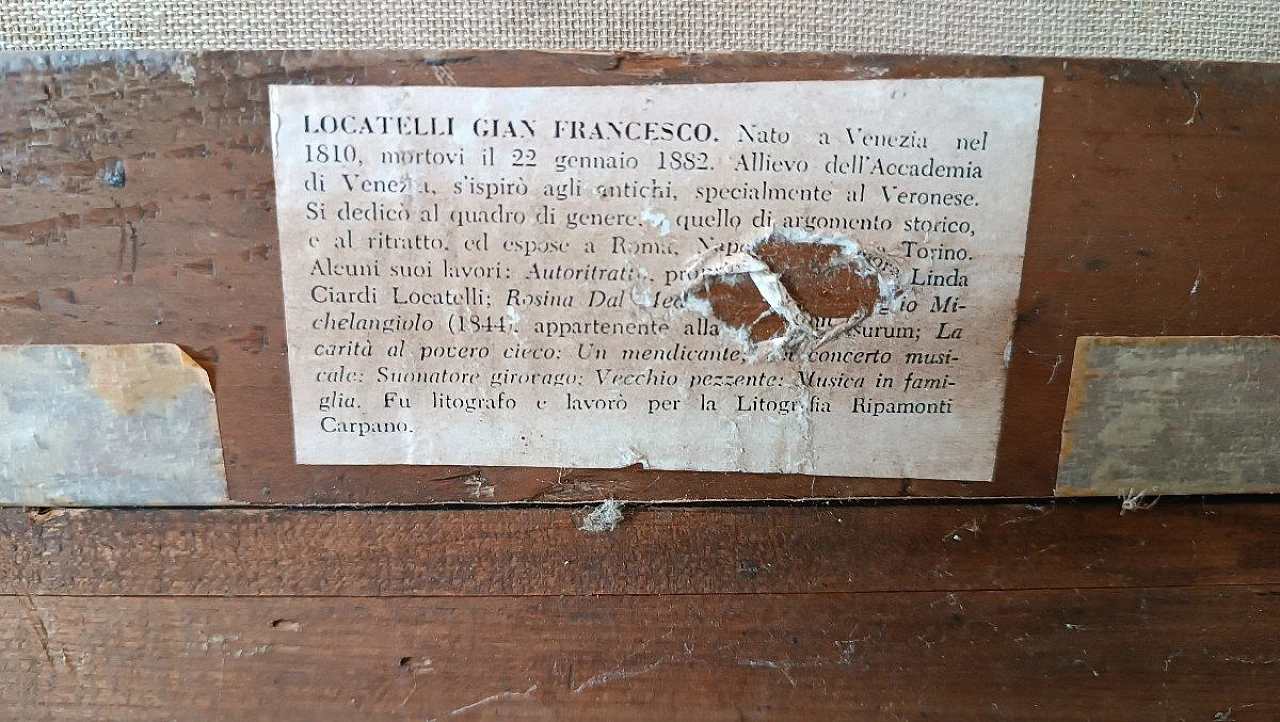 LOCATELLI GIAN FRANCESCO. Nato a Venezia nel
1810, mortovi il 22 gennaio 1882. Allievo dell'Accademia
di Venezia, s'ispirò agli antichi, specialmente al Veronese.
Si dedicò al quadro di genere, quello di argomento storico,
e al ritratto, ed espose a Roma, Torino.
Alcuni suoi lavori: Autoritratto, Linda
Ciardi Locatelli; Rosina Dal Mi-
chelangiolo (1844), appartenente alla La
carità al povero cieco; Un mendicante; concerto musi-
cale; Suonatore girovago; Vecchio pezzente; Musica in fami-
glia. Fu litografo e lavorò per la Litografia Ripamonti
Carpano.